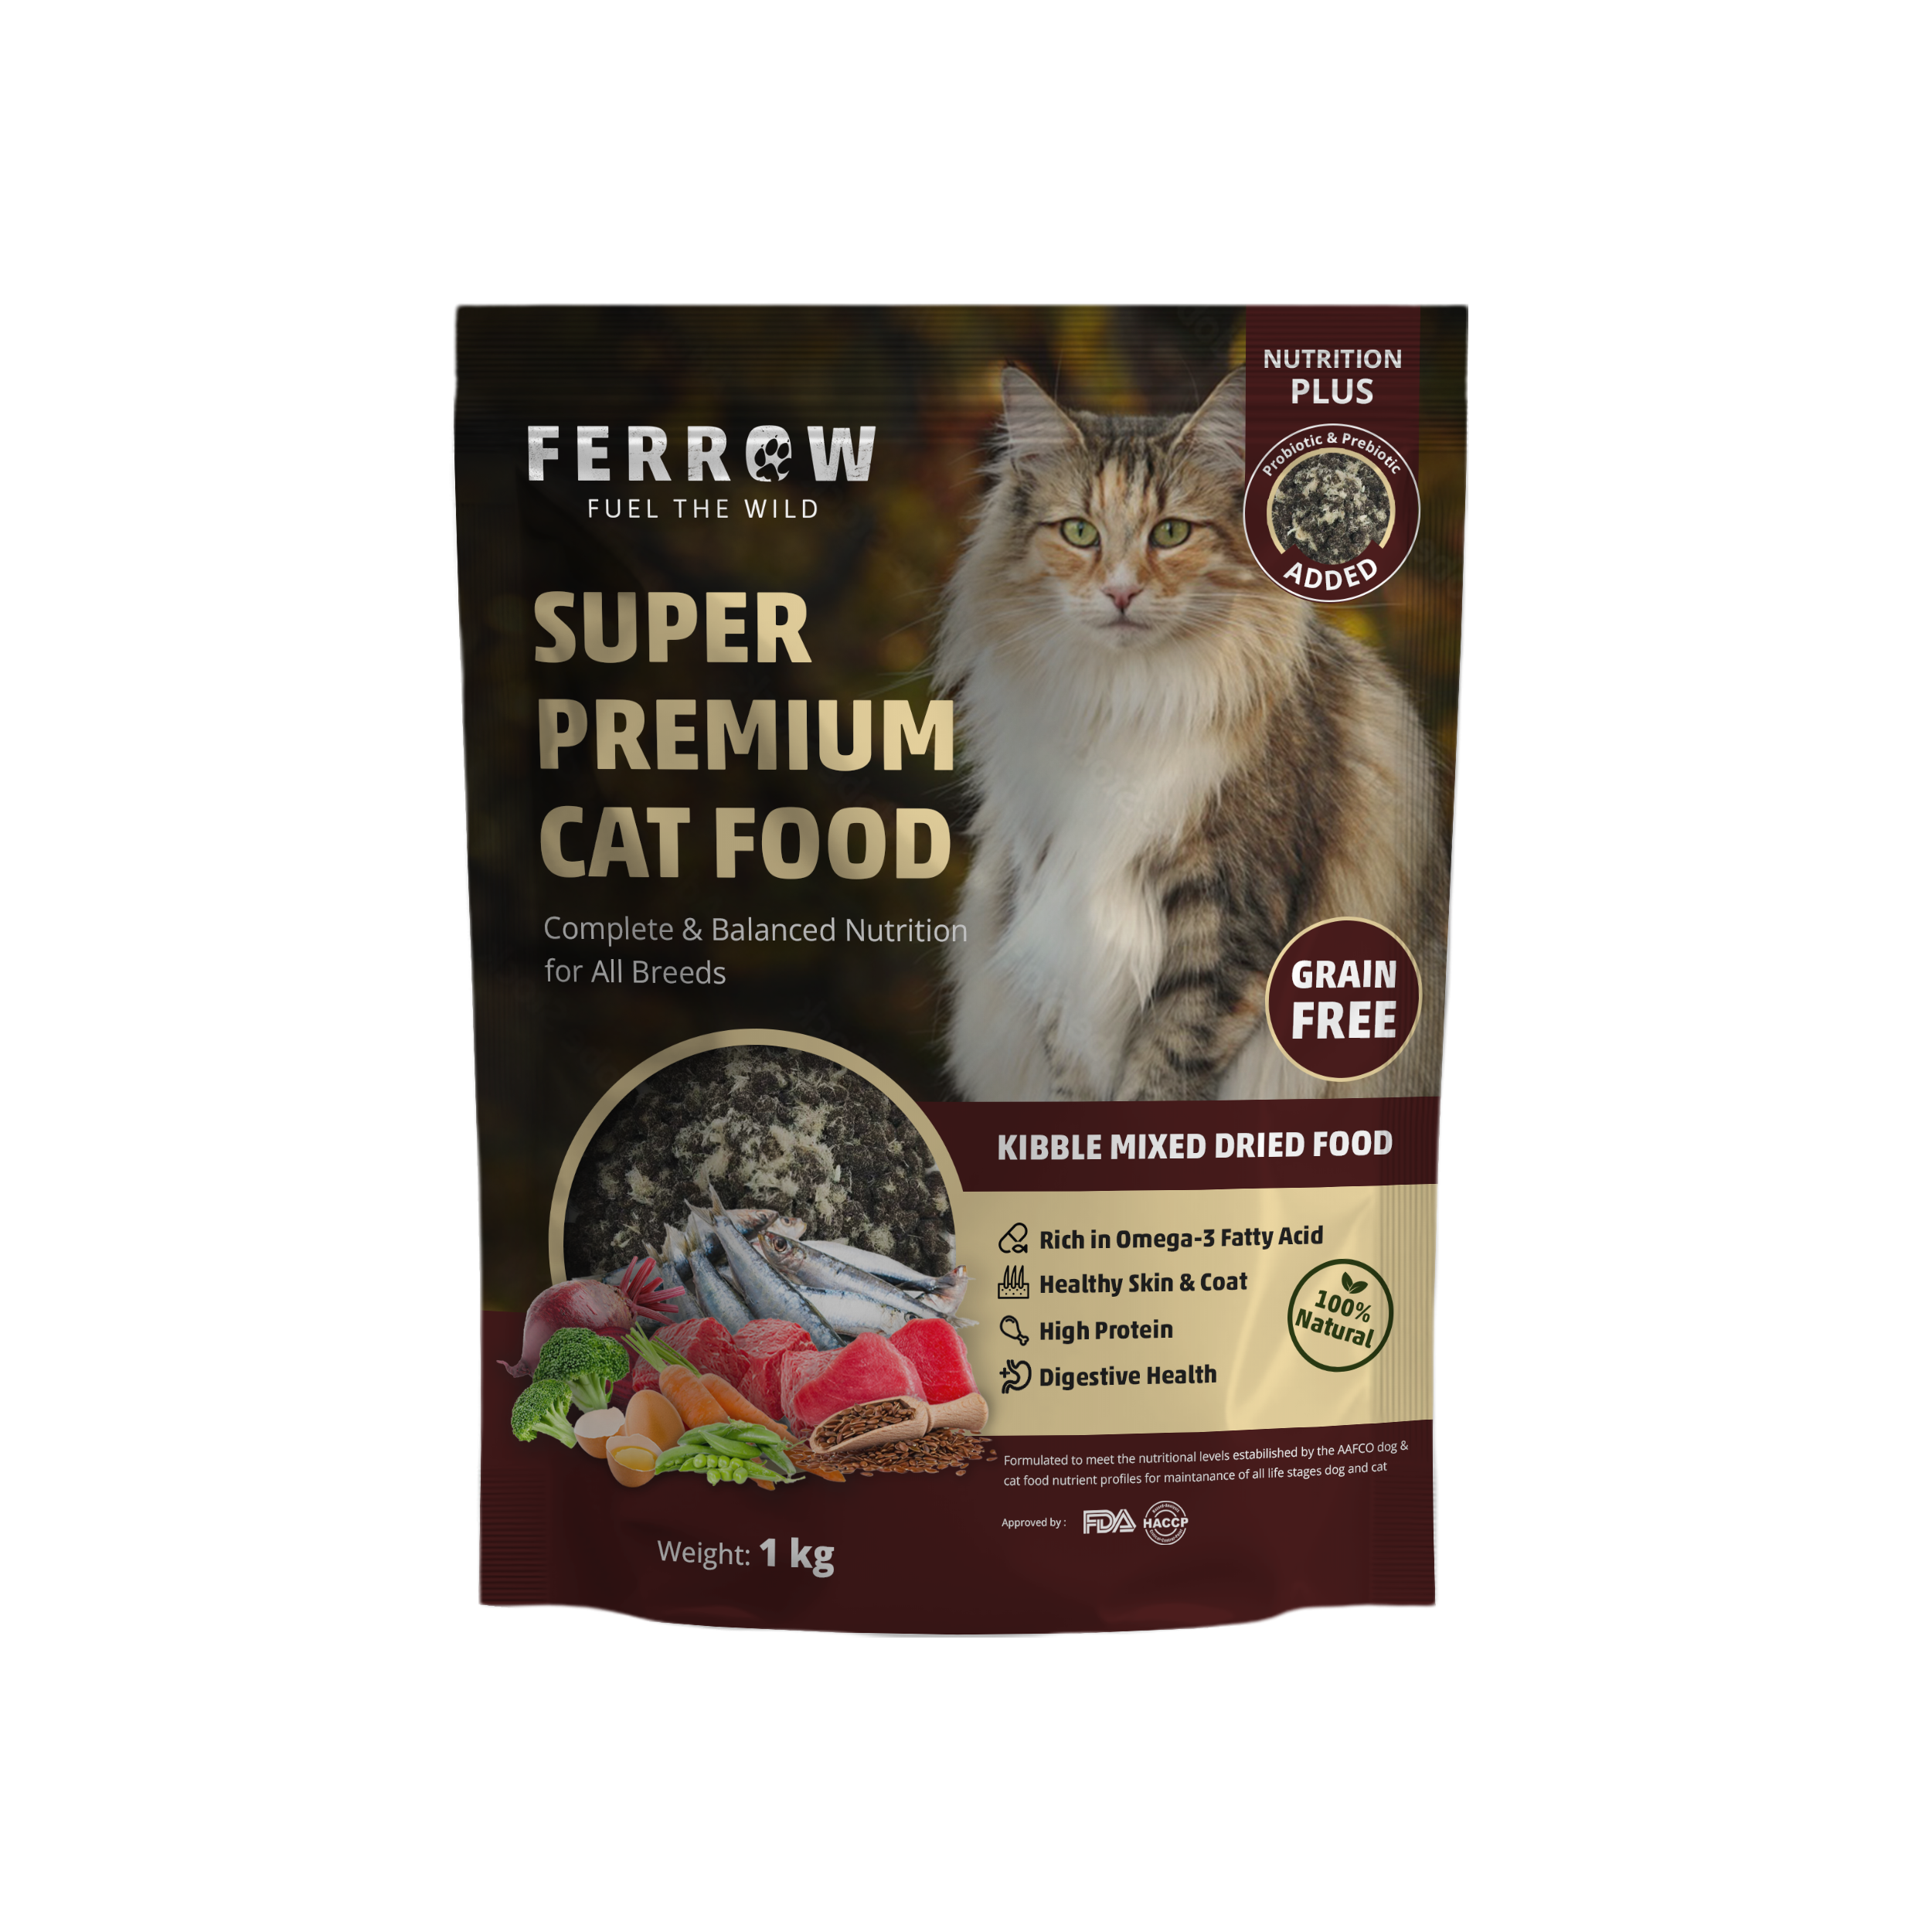 NUTRITION
PLUS
Probiotic & Prebiotic
ADDED
FERROW
FUEL THE WILD
SUPER
PREMIUM
CAT FOOD
Complete & Balanced Nutrition
for All Breeds
GRAIN
FREE
KIBBLE MIXED DRIED FOOD
Rich in Omega-3 Fatty Acid
Healthy Skin & Coat
High Protein
Digestive Health
100%
Natural
Formulated to meet the nutritional levels estabilished by the AAFCO dog &
cat food nutrient profiles for maintanance of all life stages dog and cat
Approved by :
FDA
HACCP
Weight: 1 kg